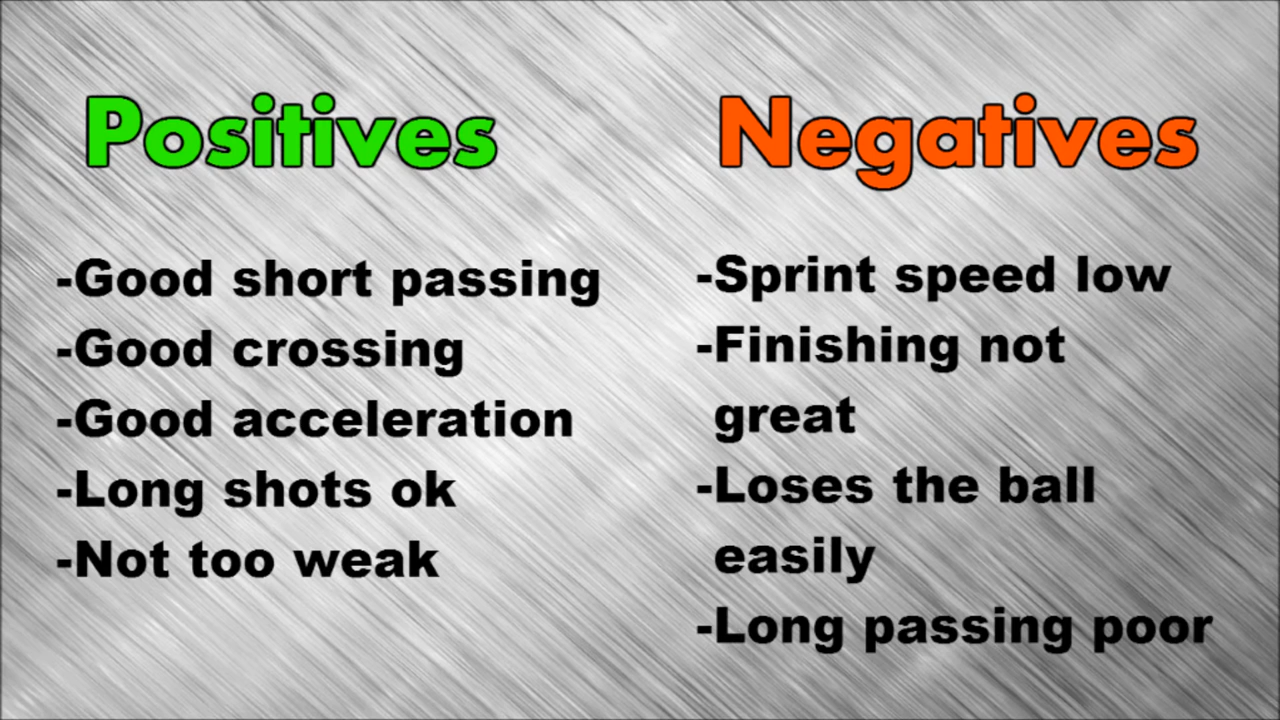 Positives
-Good short passing
-Good crossing
-Good acceleration
-Long shots ok
-Not too weak
Negatives
-Sprint speed low
-Finishing not
great
-Loses the ball
easily
-Long passing poor